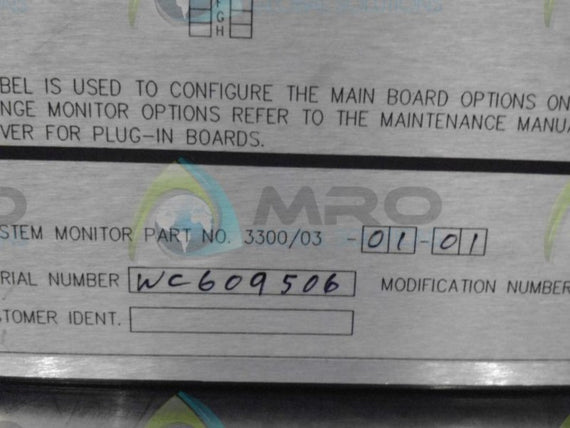 F
G
H
BEL IS USED TO CONFIGURE THE MAIN BOARD OPTIONS ON
NGE MONITOR OPTIONS REFER TO THE MAINTENANCE MANUA
VER FOR PLUG-IN BOARDS.
MRO
STEM MONITOR PART NO. 3300/03 -01-01
RIAL NUMBER WC609506 MODIFICATION NUMBER
STOMER IDENT.